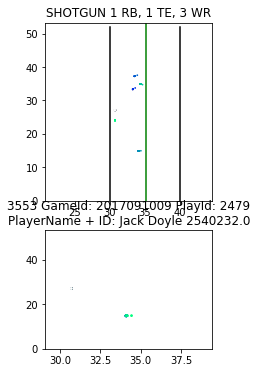 SHOTGUN 1 RB, 1 TE, 3 WR
50
40
30
20
10
0
25 30 35 40
3553 GameId: 2017091009 PlayId: 2479
PlayerName + ID: Jack Doyle 2540232.0
40
20
0
30.0 32.5 35.0 37.5